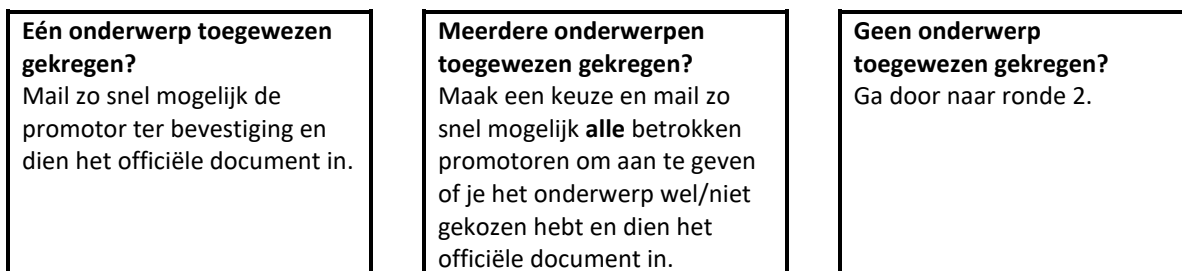 Eén onderwerp toegewezen
gekregen?
Mail zo snel mogelijk de
promotor ter bevestiging en
dien het officiële document in.
Meerdere onderwerpen
toegewezen gekregen?
Maak een keuze en mail zo
snel mogelijk alle betrokken
promotoren om aan te geven
of je het onderwerp wel/niet
gekozen hebt en dien het
officiële document in.
Geen onderwerp
toegewezen gekregen?
Ga door naar ronde 2.